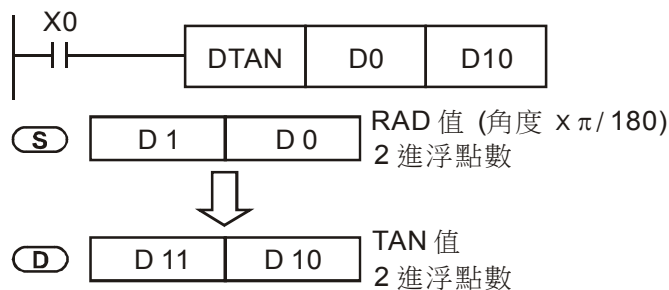 X0
DTAN D0 D10
S D 1 D 0 RAD 值 (角度 x π/180)
2 進浮點數
D D 11 D 10 TAN 值
2 進浮點數